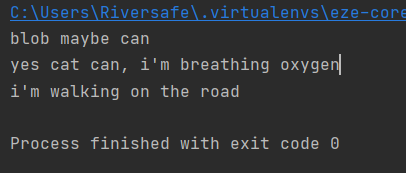 C:\Users\Riversafe\.virtualenvs\eze-core
blob maybe can
yes cat can, i'm breathing oxygen
i'm walking on the road
Process finished with exit code 0